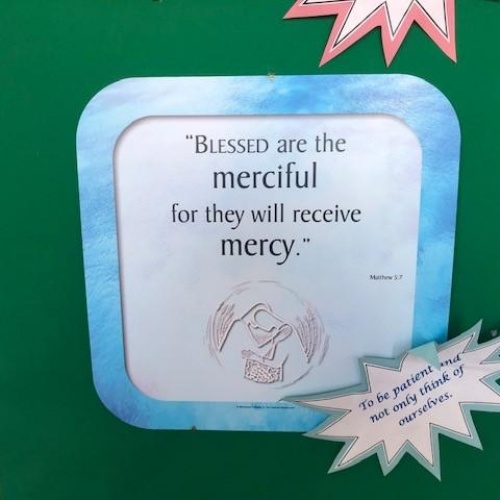 “BLESSED are the
merciful
for they will receive
mercy.”
Matthew 5:7
To be patient and
not only think of
ourselves.